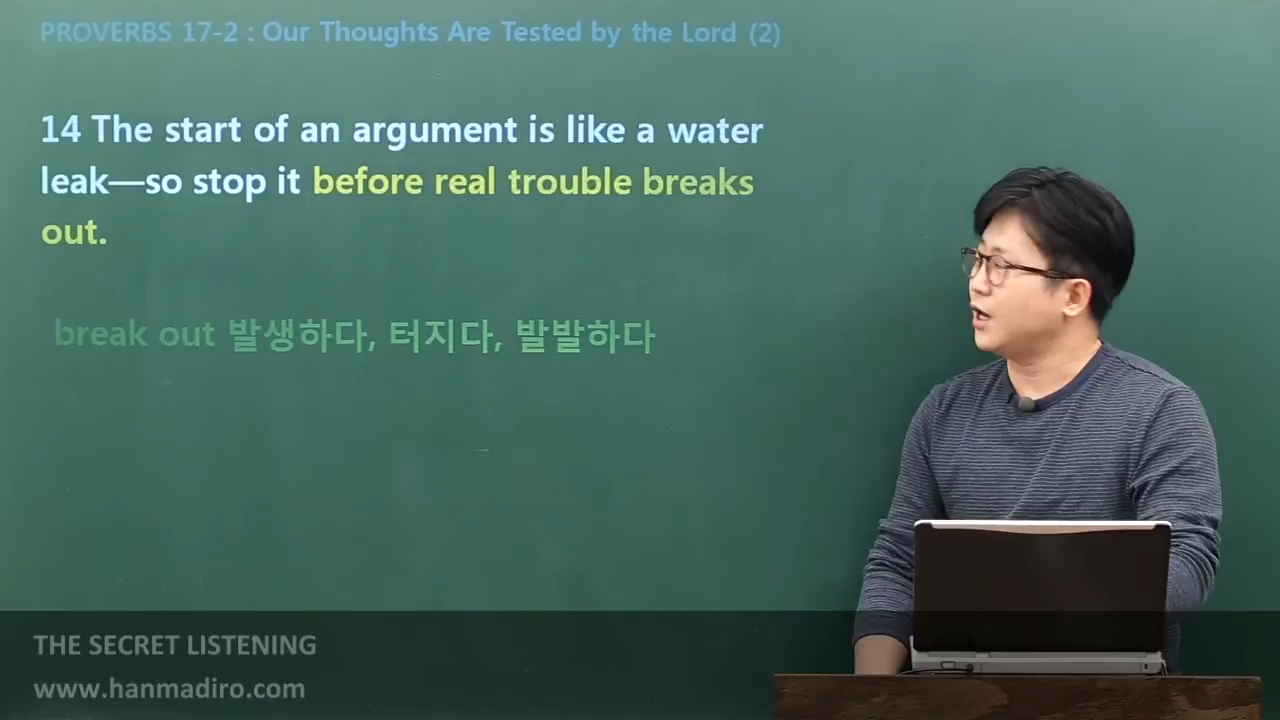 PROVERBS 17-2 : Our Thoughts Are Tested by the Lord (2)
14 The start of an argument is like a water
leak—so stop it before real trouble breaks
out.
break out 발생하다, 터지다, 발발하다
THE SECRET LISTENING
www.hanmadiro.com